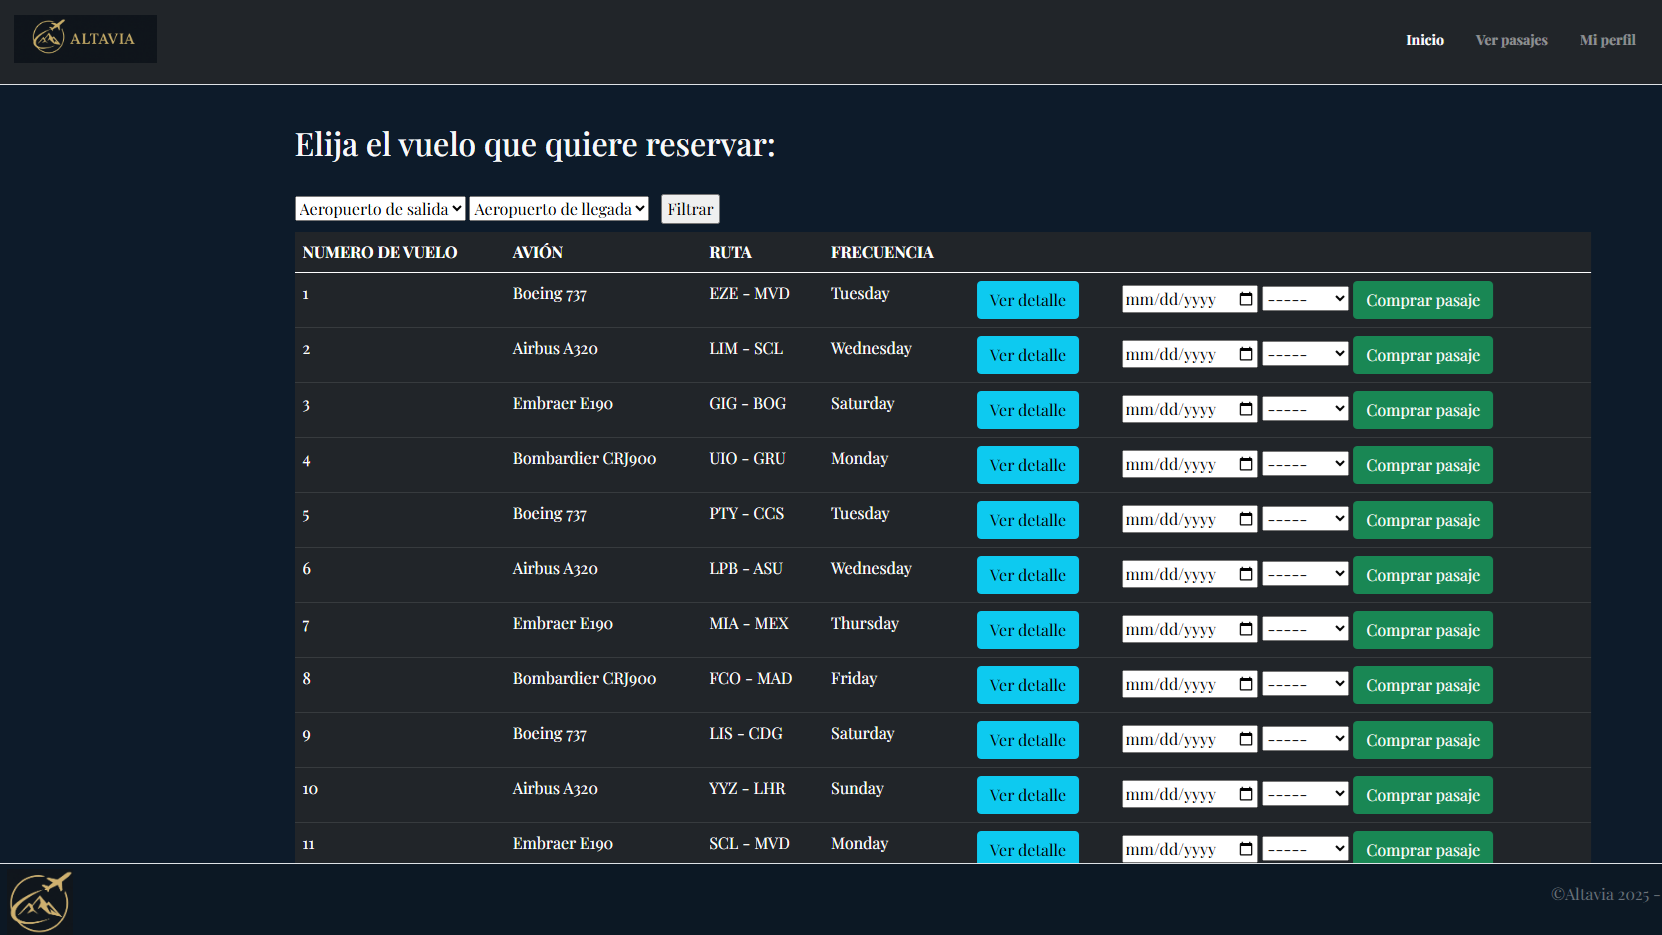 ALTAVIA
Inicio Ver pasajes Mi perfil
Elija el vuelo que quiere reservar:
Aeropuerto de salida Aeropuerto de llegada Filtrar
NUMERO DE VUELO AVIÓN RUTA FRECUENCIA
1 Boeing 737 EZE - MVD Tuesday Ver detalle mm/dd/yyyy ----- Comprar pasaje
2 Airbus A320 LIM - SCL Wednesday Ver detalle mm/dd/yyyy ----- Comprar pasaje
3 Embraer E190 GIG - BOG Saturday Ver detalle mm/dd/yyyy ----- Comprar pasaje
4 Bombardier CRJ900 UIO - GRU Monday Ver detalle mm/dd/yyyy ----- Comprar pasaje
5 Boeing 737 PTY - CCS Tuesday Ver detalle mm/dd/yyyy ----- Comprar pasaje
6 Airbus A320 LPB - ASU Wednesday Ver detalle mm/dd/yyyy ----- Comprar pasaje
7 Embraer E190 MIA - MEX Thursday Ver detalle mm/dd/yyyy ----- Comprar pasaje
8 Bombardier CRJ900 FCO - MAD Friday Ver detalle mm/dd/yyyy ----- Comprar pasaje
9 Boeing 737 LIS - CDG Saturday Ver detalle mm/dd/yyyy ----- Comprar pasaje
10 Airbus A320 YYZ - LHR Sunday Ver detalle mm/dd/yyyy ----- Comprar pasaje
11 Embraer E190 SCL - MVD Monday Ver detalle mm/dd/yyyy ----- Comprar pasaje
©Altavia 2025 -